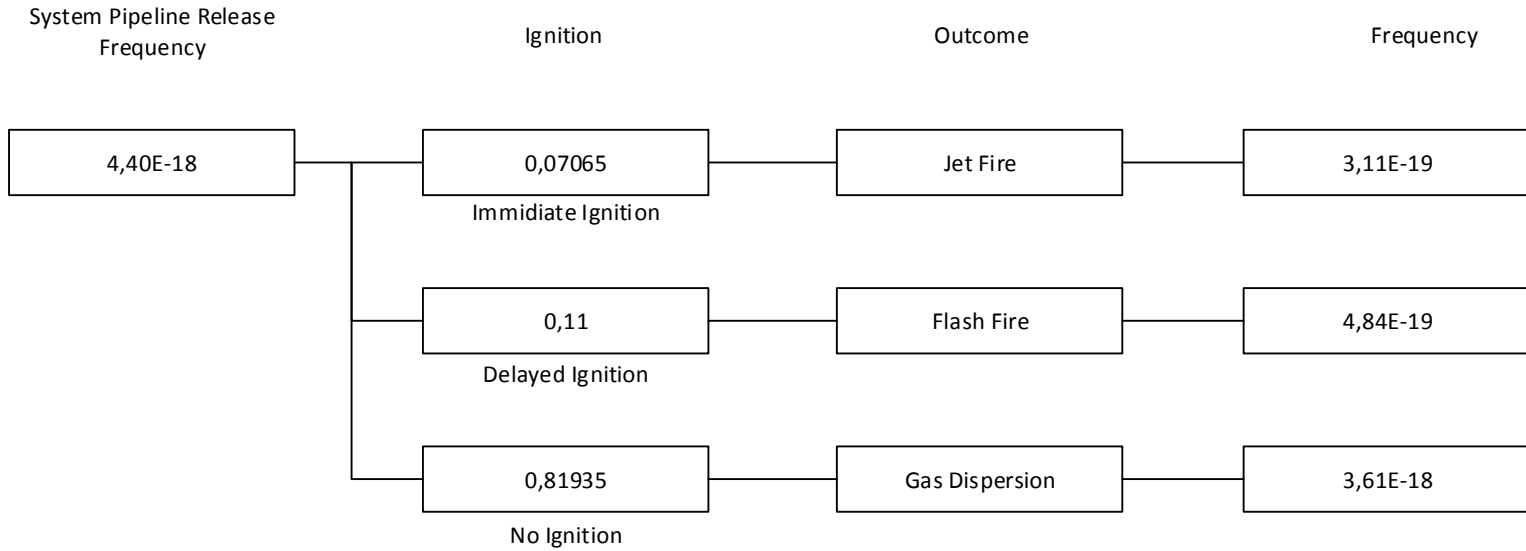 System Pipeline Release
Frequency
Ignition
Outcome
Frequency
4,40E-18
0,07065
Jet Fire
3,11E-19
Immidiate Ignition
0,11
Flash Fire
4,84E-19
Delayed Ignition
0,81935
Gas Dispersion
3,61E-18
No Ignition